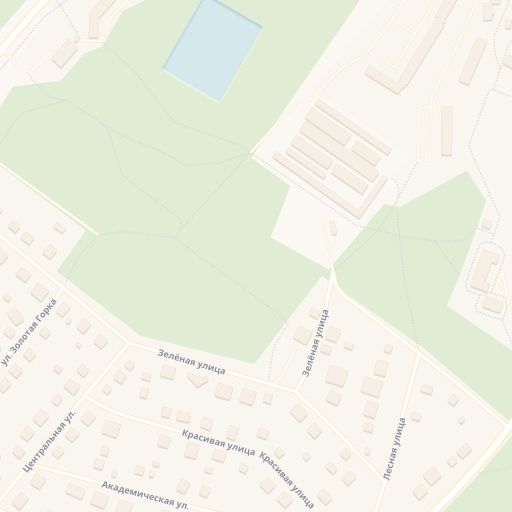 Зелёная улица
ул. Золотая Горка
Зелёная улица
Центральная ул.
Красивая улица
Красивая улица
Лесная улица
Академическая ул.